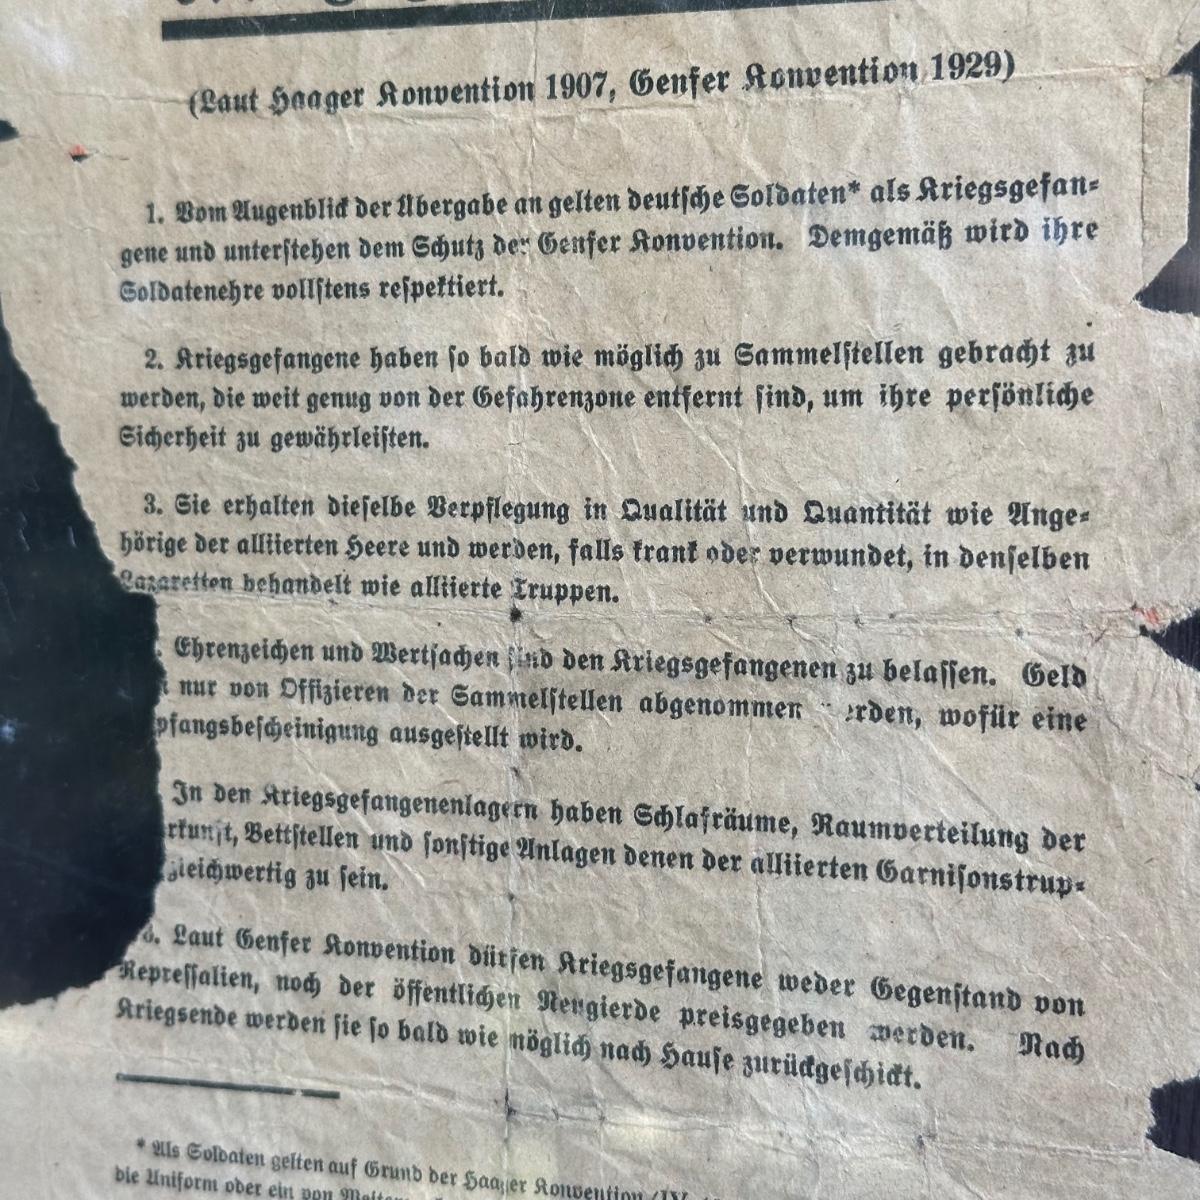 (Laut Haager Konvention 1907, Genfer Konvention 1929)
1. Vom Augenblick der Übergabe an gelten deutsche Soldaten* als Kriegsgefan-
gene und unterstehen dem Schutz der Genfer Konvention. Demgemäß wird ihre
Soldatenehre vollstens respektiert.
2. Kriegsgefangene haben so bald wie möglich zu Sammelstellen gebracht zu
werden, die weit genug von der Gefahrenzone entfernt sind, um ihre persönliche
Sicherheit zu gewährleisten.
3. Sie erhalten dieselbe Verpflegung in Qualität und Quantität wie Ange-
hörige der alliierten Heere und werden, falls krank oder verwundet, in denselben
Lazaretten behandelt wie alliierte Truppen.
Ehrenzeichen und Wertsachen sind den Kriegsgefangenen zu belassen. Geld
nur von Offizieren der Sammelstellen abgenommen werden, wofür eine
pfangsbescheinigung ausgestellt wird.
In den Kriegsgefangenenlagern haben Schlafräume, Raumverteilung der
rkunft, Bettstellen und sonstige Anlagen denen der alliierten Garnisonstrup-
gleichwertig zu sein.
6. Laut Genfer Konvention dürfen Kriegsgefangene weder Gegenstand von
Repressalien, noch der öffentlichen Neugierde preisgegeben werden. Nach
Kriegsende werden sie so bald wie möglich nach Hause zurückgeschickt.
* Als Soldaten gelten auf Grund der Haager Konvention (IV,
die Uniform oder ein von